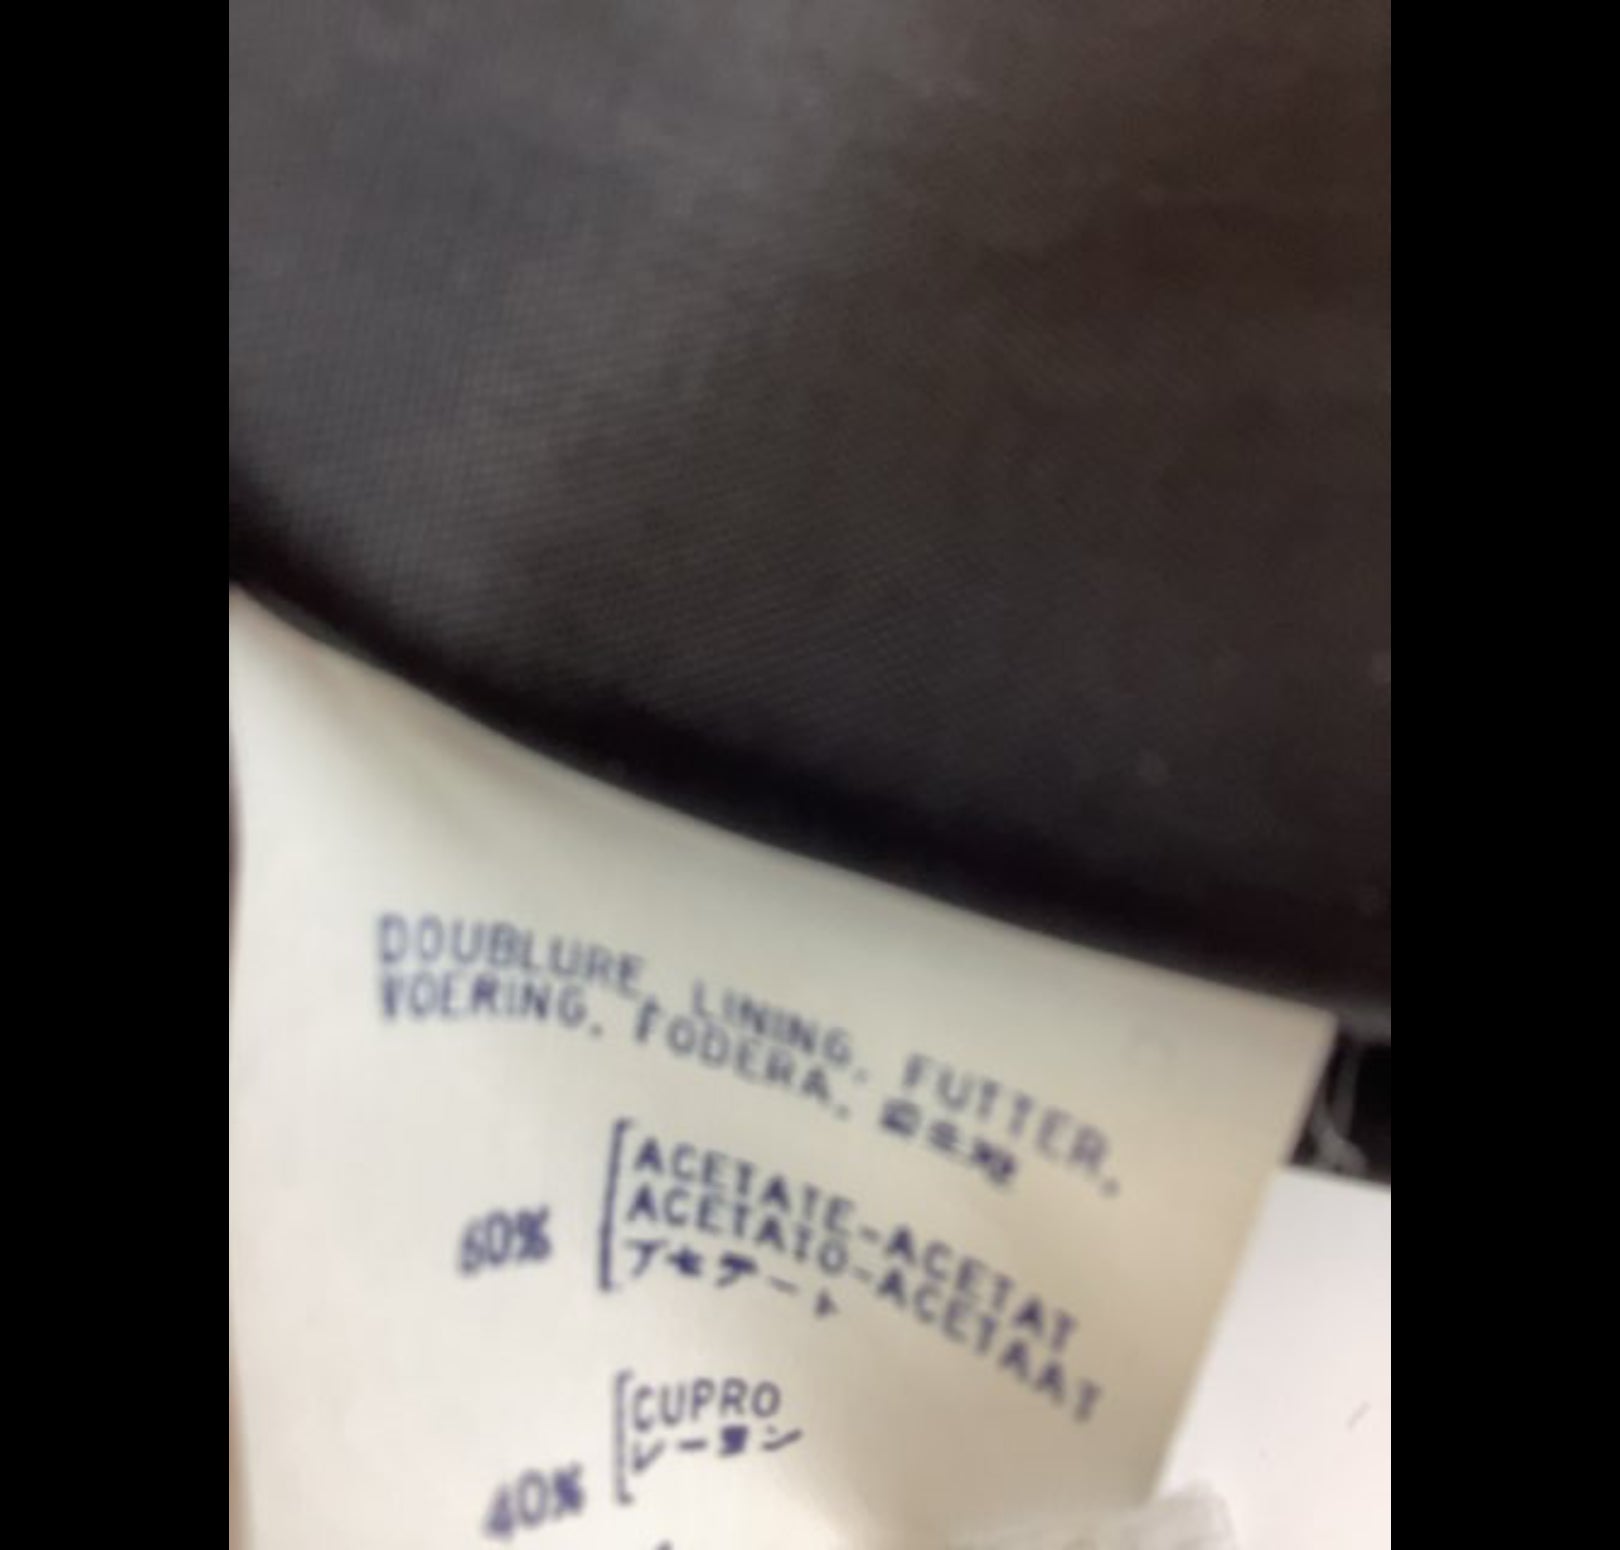 DOUBLURE, LINING, FUTTER,
VOERING, FODERA,
60%
ACETATE-ACETAT
ACETATO-ACETAAT
アセテート
40%
CUPRO
レーヨン